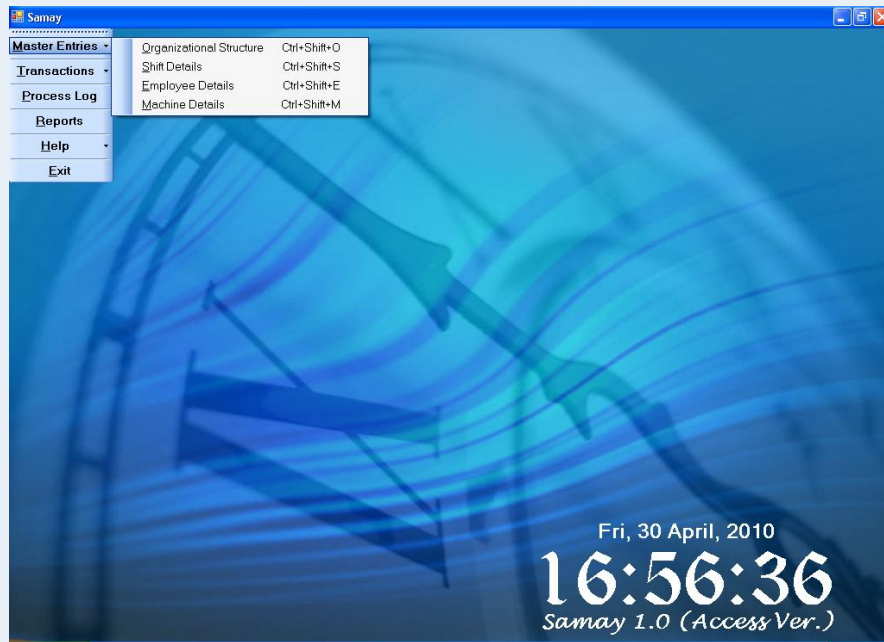 Samay
Master Entries
Organizational Structure Ctrl+Shift+O
Shift Details Ctrl+Shift+S
Employee Details Ctrl+Shift+E
Machine Details Ctrl+Shift+M
Transactions
Process Log
Reports
Help
Exit
Fri, 30 April, 2010
16:56:36
Samay 1.0 (Access Ver.)